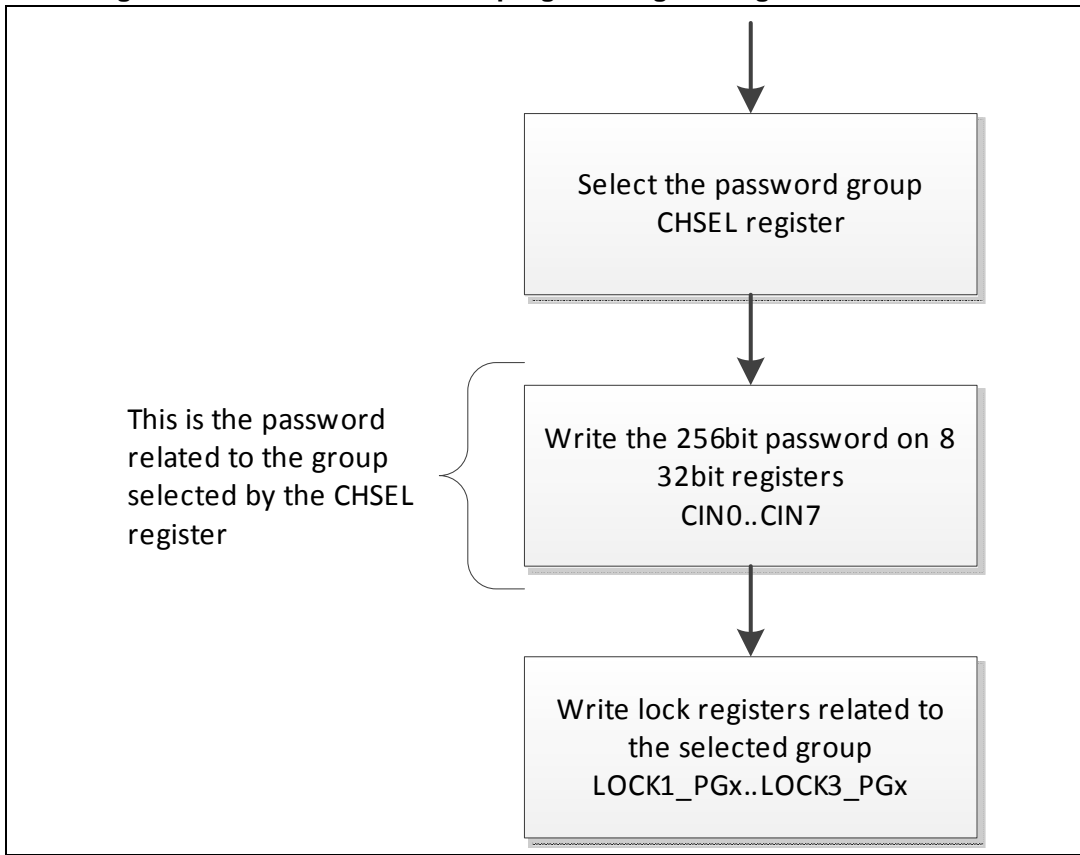 Select the password group
CHSEL register
This is the password
related to the group
selected by the CHSEL
register
Write the 256bit password on 8
32bit registers
CIN0..CIN7
Write lock registers related to
the selected group
LOCK1_PGx..LOCK3_PGx